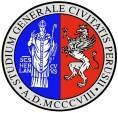 STUDIUM GENERALE CIVITATIS PERUSII
· A.D. MCCCVIII ·